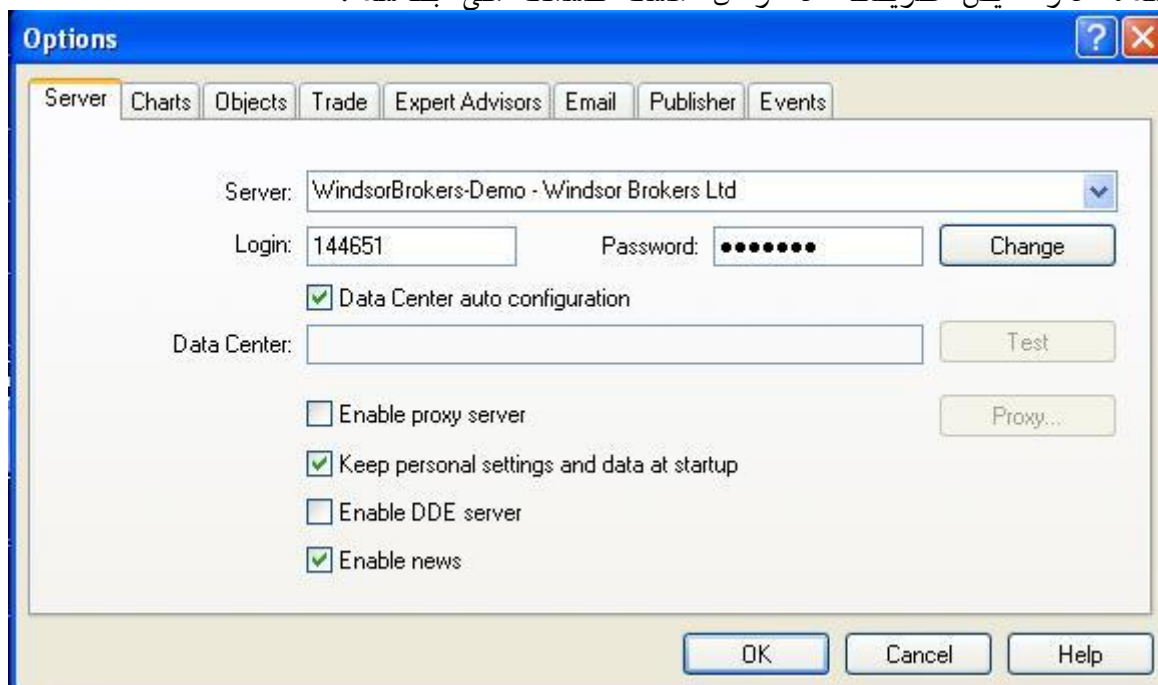 Options
Server Charts Objects Trade Expert Advisors Email Publisher Events
Server: WindsorBrokers-Demo - Windsor Brokers Ltd
Login: 144651 Password: ●●●●●●● Change
Data Center auto configuration
Data Center: Test
Enable proxy server Proxy...
Keep personal settings and data at startup
Enable DDE server
Enable news
OK Cancel Help